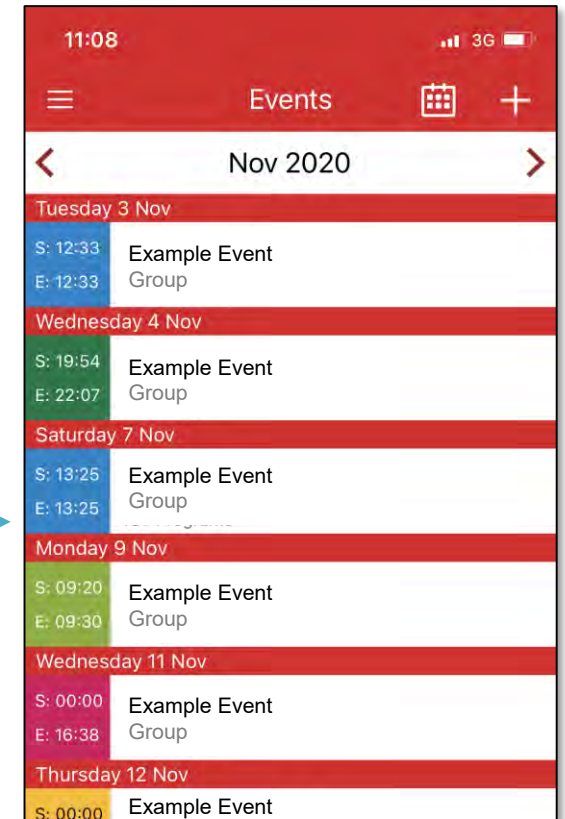 11:08 3G
Events
Nov 2020
Tuesday 3 Nov
S: 12:33 Example Event
E: 12:33 Group
Wednesday 4 Nov
S: 19:54 Example Event
E: 22:07 Group
Saturday 7 Nov
S: 13:25 Example Event
E: 13:25 Group
Monday 9 Nov
S: 09:20 Example Event
E: 09:30 Group
Wednesday 11 Nov
S: 00:00 Example Event
E: 16:38 Group
Thursday 12 Nov
S: 00:00 Example Event